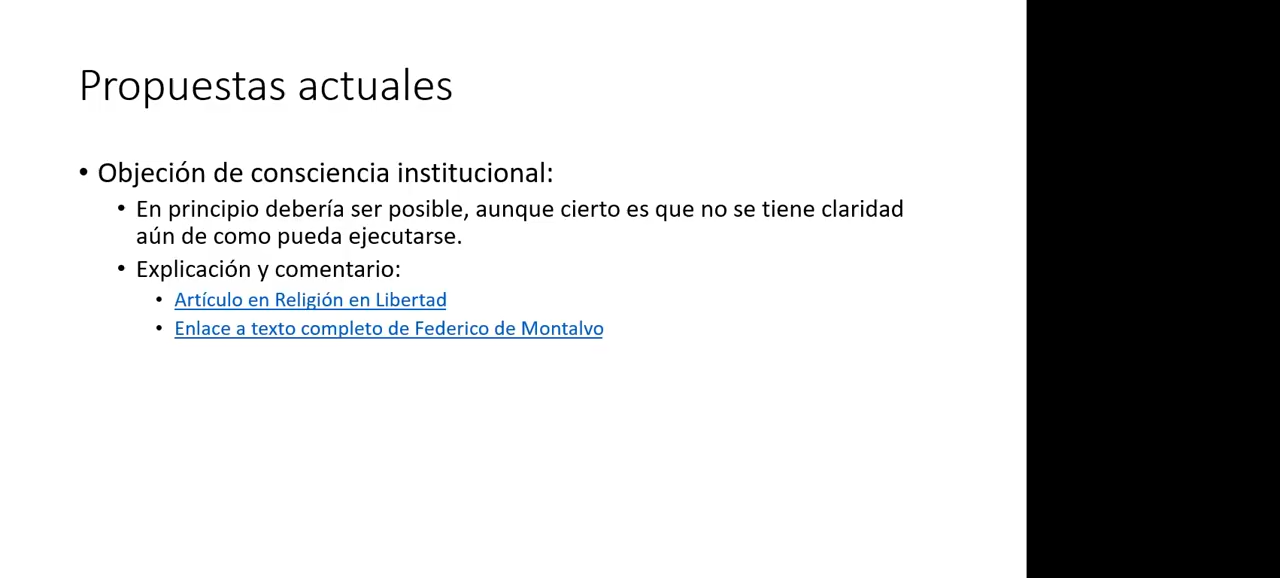 Propuestas actuales
• Objeción de consciencia institucional:
• En principio debería ser posible, aunque cierto es que no se tiene claridad
aún de como pueda ejecutarse.
• Explicación y comentario:
• Artículo en Religión en Libertad
• Enlace a texto completo de Federico de Montalvo